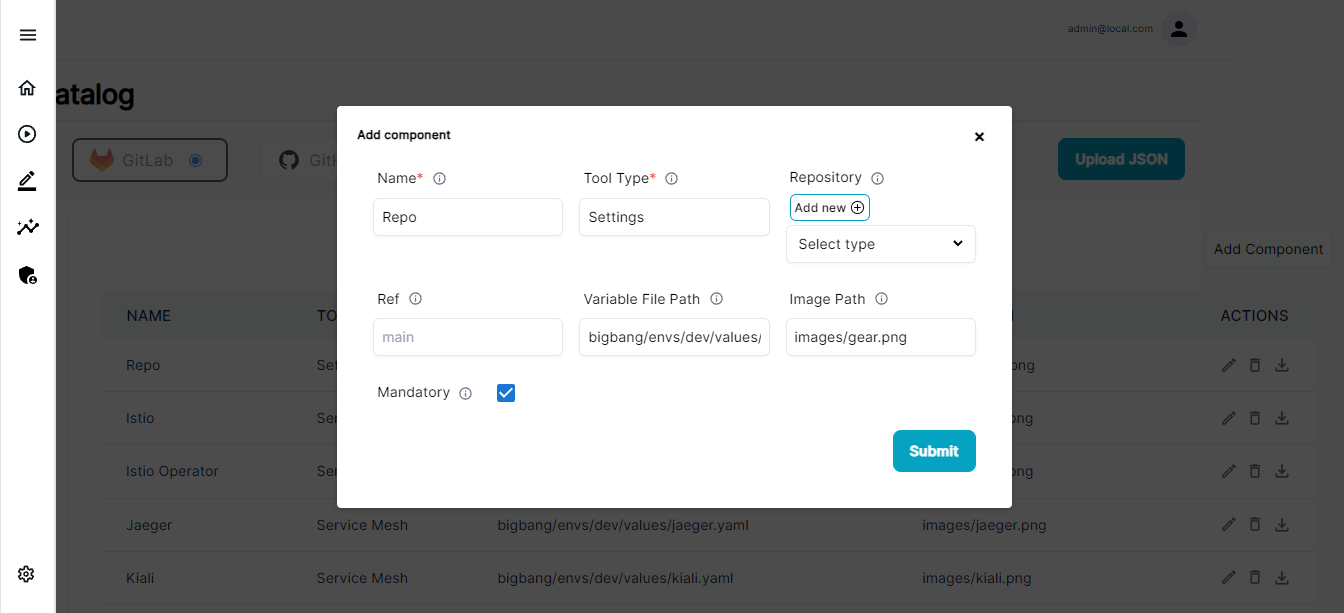 admin@local.com
atalog
GitLab
GitH
Upload JSON
Add Component
Add component
Name* Tool Type* Repository
Add new
Repo Settings Select type
Ref Variable File Path Image Path
main bigbang/envs/dev/values/ images/gear.png
Mandatory
Submit
NAME TO ACTIONS
Repo Set png
Istio Ser png
Istio Operator Ser png
Jaeger Service Mesh bigbang/envs/dev/values/jaeger.yaml images/jaeger.png
Kiali Service Mesh bigbang/envs/dev/values/kiali.yaml images/kiali.png